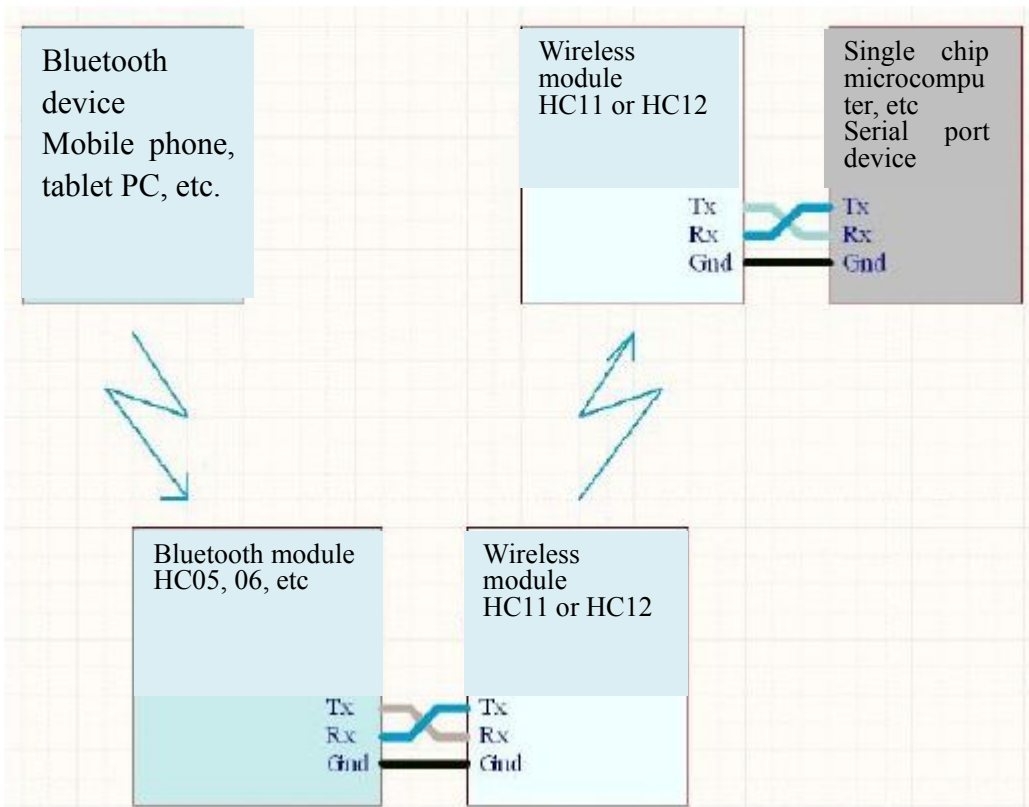 Bluetooth
device
Mobile phone,
tablet PC, etc.
Wireless
module
HC11 or HC12
Tx
Rx
Gnd
Single chip
microcompu
ter, etc
Serial port
device
Tx
Rx
Gnd
Bluetooth module
HC05, 06, etc
Tx
Rx
Gnd
Wireless
module
HC11 or HC12
Tx
Rx
Gnd